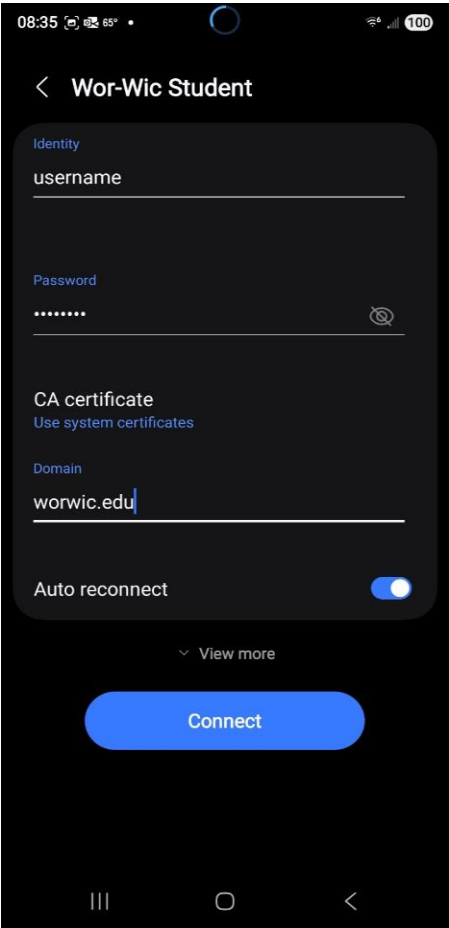 08:35 65°
100
Wor-Wic Student
Identity
username
Password
••••••••
CA certificate
Use system certificates
Domain
worwic.edu
Auto reconnect
View more
Connect